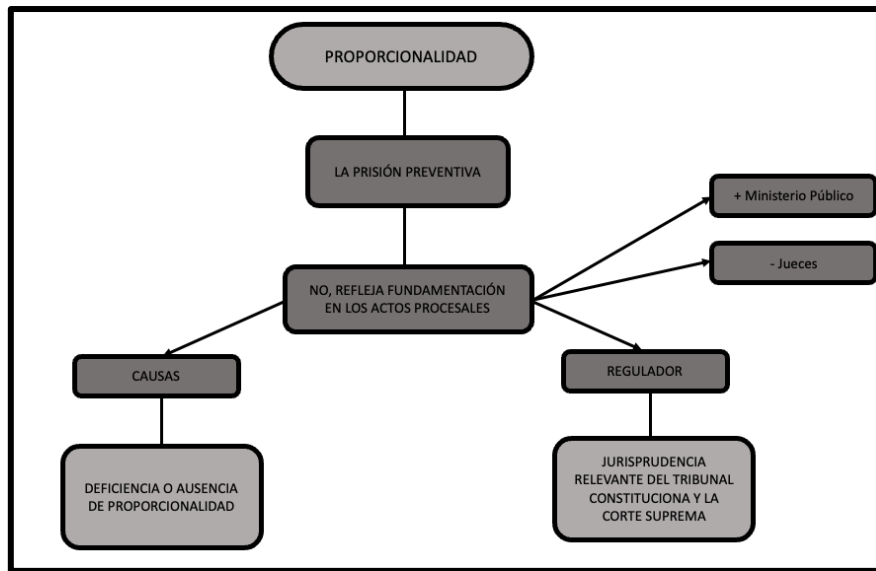 PROPORCIONALIDAD
LA PRISIÓN PREVENTIVA
+ Ministerio Público
- Jueces
NO, REFLEJA FUNDAMENTACIÓN
EN LOS ACTOS PROCESALES
CAUSAS
REGULADOR
DEFICIENCIA O AUSENCIA
DE PROPORCIONALIDAD
JURISPRUDENCIA
RELEVANTE DEL TRIBUNAL
CONSTITUCIONA Y LA
CORTE SUPREMA